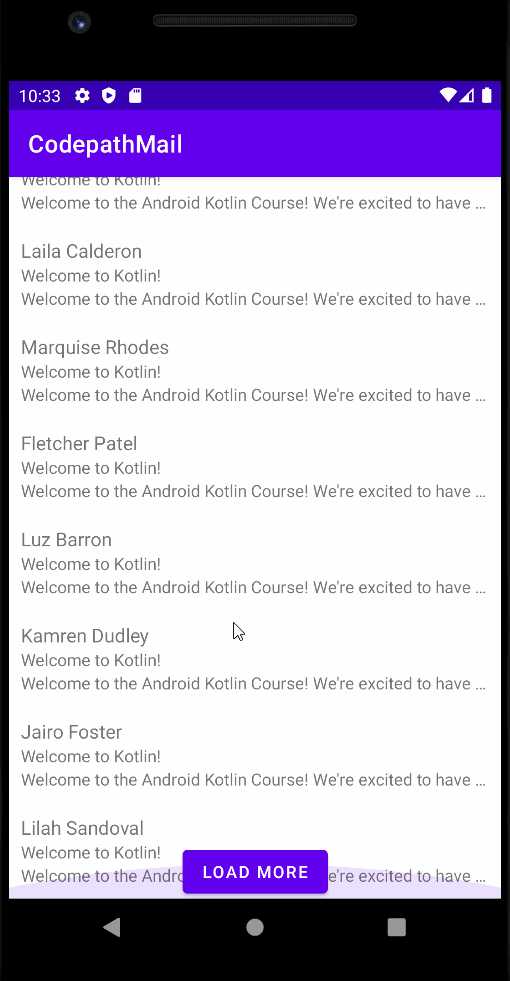 10:33
CodepathMail
Welcome to Kotlin!
Welcome to the Android Kotlin Course! We're excited to have ...
Laila Calderon
Welcome to Kotlin!
Welcome to the Android Kotlin Course! We're excited to have ...
Marquise Rhodes
Welcome to Kotlin!
Welcome to the Android Kotlin Course! We're excited to have ...
Fletcher Patel
Welcome to Kotlin!
Welcome to the Android Kotlin Course! We're excited to have ...
Luz Barron
Welcome to Kotlin!
Welcome to the Android Kotlin Course! We're excited to have ...
Kamren Dudley
Welcome to Kotlin!
Welcome to the Android Kotlin Course! We're excited to have ...
Jairo Foster
Welcome to Kotlin!
Welcome to the Android Kotlin Course! We're excited to have ...
Lilah Sandoval
Welcome to Kotlin!
LOAD MORE
Welcome to the Andro e're excited to have ...